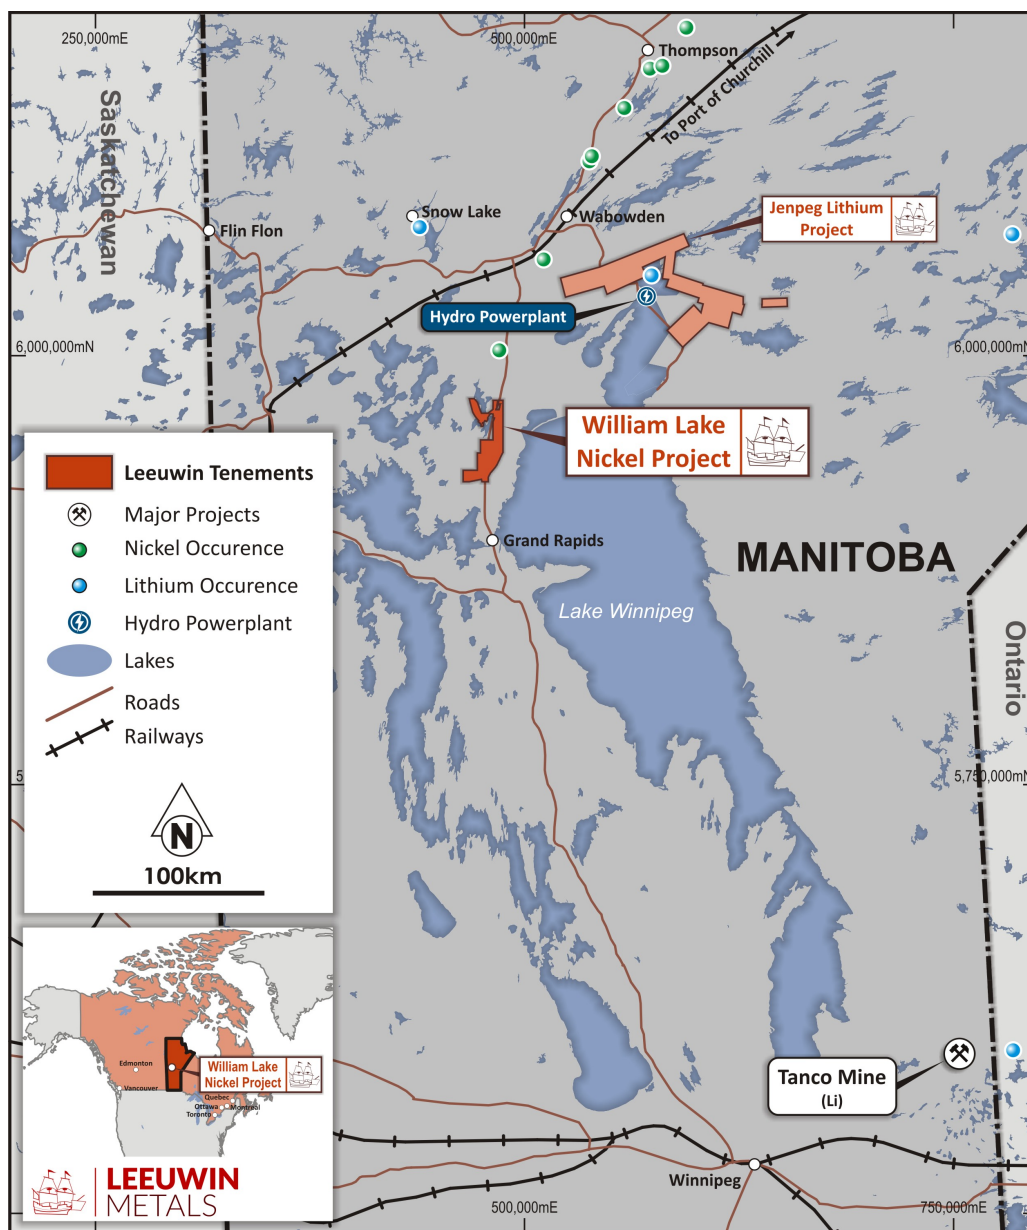 250,000mE
500,000mE
Thompson
To Port of Churchill
Saskatchewan
Snow Lake
Wabowden
Flin Flon
Jenpeg Lithium
Project
Hydro Powerplant
6,000,000mN
6,000,000mN
William Lake
Nickel Project
Leeuwin Tenements
Major Projects
Nickel Occurence
Lithium Occurence
Hydro Powerplant
Lakes
Roads
Railways
N
100km
Grand Rapids
MANITOBA
Lake Winnipeg
Ontario
5
5,750,000mN
Edmonton
Vancouver
William Lake
Nickel Project
Quebec
Ottawa
Montreal
Toronto
Tanco Mine
(Li)
Winnipeg
LEEUWIN
METALS
500,000mE
750,000mE